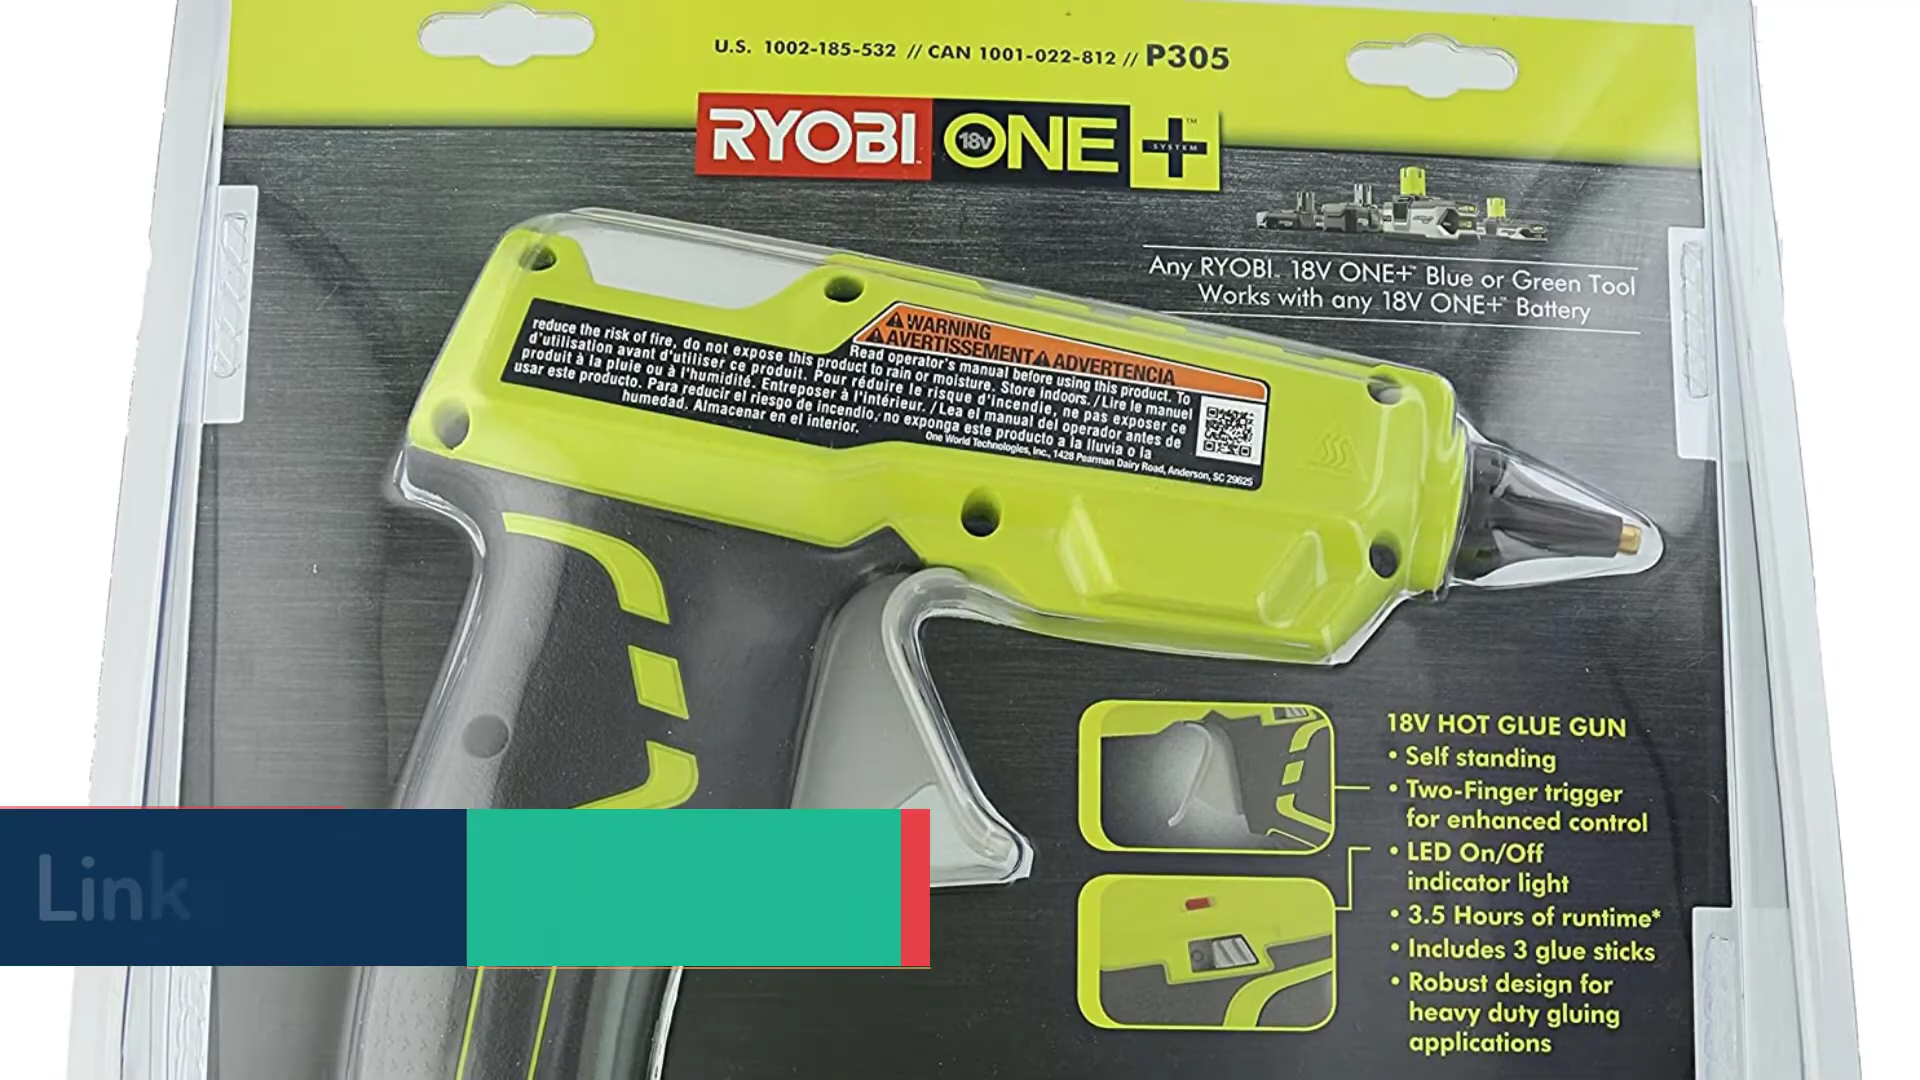 U.S. 1002-185-532 // CAN 1001-022-812 // P305
RYOBI 18V ONE+ SYSTEM
Any RYOBI 18V ONE+ Blue or Green Tool
Works with any 18V ONE+ Battery
WARNING
AVERTISSEMENT ADVERTENCIA
Read operator's manual before using this product. To
reduce the risk of fire, do not expose this product to rain or moisture. Store indoors. / Lire le manuel
d'utilisation avant d'utiliser ce produit. Pour réduire le risque d'incendie, ne pas exposer ce
produit à la pluie ou à l'humidité. Entreposer à l'intérieur. / Lea el manual del operador antes de
usar este producto. Para reducir el riesgo de incendio, no exponga este producto a la lluvia o la
humedad. Almacenar en el interior.
One World Technologies, Inc., 1428 Pearman Dairy Road, Anderson, SC 29625
18V HOT GLUE GUN
• Self standing
• Two-Finger trigger
for enhanced control
• LED On/Off
indicator light
• 3.5 Hours of runtime*
• Includes 3 glue sticks
• Robust design for
heavy duty gluing
applications
Link